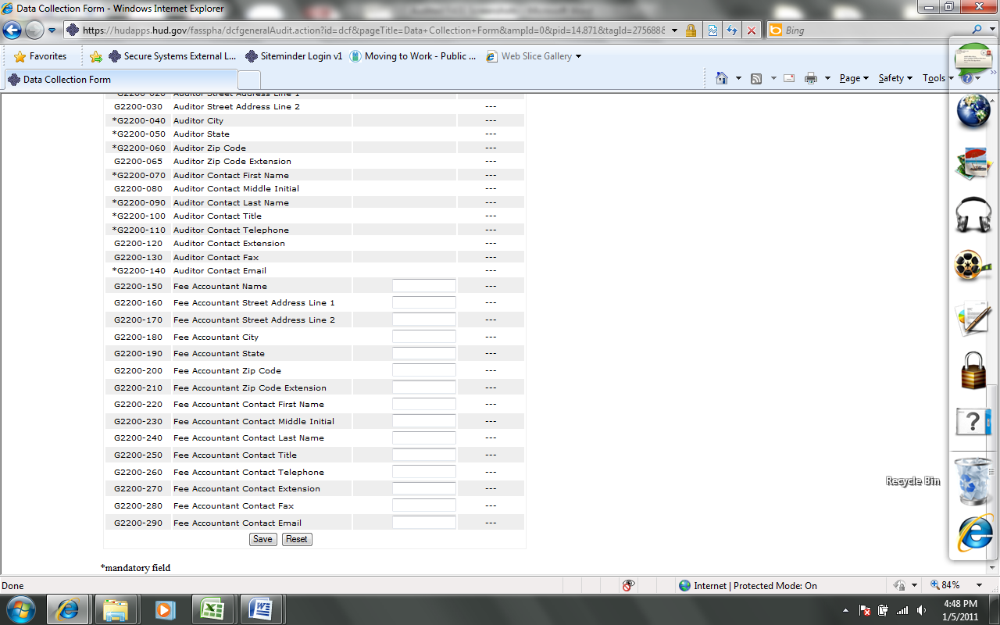 Data Collection Form - Windows Internet Explorer
https://hudapps.hud.gov/fasspha/dcfgeneralAudit.action?id=dcf&pageTitle=Data+Collection+Form&ampId=0&pid=14.871&tagId=275688&
Bing
Favorites Secure Systems External L... Siteminder Login v1 Moving to Work - Public ... Web Slice Gallery
Data Collection Form
Page Safety Tools
G2200-020 Auditor Street Address Line 1
G2200-030 Auditor Street Address Line 2 ---
*G2200-040 Auditor City ---
*G2200-050 Auditor State ---
*G2200-060 Auditor Zip Code ---
G2200-065 Auditor Zip Code Extension ---
*G2200-070 Auditor Contact First Name ---
G2200-080 Auditor Contact Middle Initial ---
*G2200-090 Auditor Contact Last Name ---
*G2200-100 Auditor Contact Title ---
*G2200-110 Auditor Contact Telephone ---
G2200-120 Auditor Contact Extension ---
G2200-130 Auditor Contact Fax ---
*G2200-140 Auditor Contact Email ---
G2200-150 Fee Accountant Name ---
G2200-160 Fee Accountant Street Address Line 1 ---
G2200-170 Fee Accountant Street Address Line 2 ---
G2200-180 Fee Accountant City ---
G2200-190 Fee Accountant State ---
G2200-200 Fee Accountant Zip Code ---
G2200-210 Fee Accountant Zip Code Extension ---
G2200-220 Fee Accountant Contact First Name ---
G2200-230 Fee Accountant Contact Middle Initial ---
G2200-240 Fee Accountant Contact Last Name ---
G2200-250 Fee Accountant Contact Title ---
G2200-260 Fee Accountant Contact Telephone ---
G2200-270 Fee Accountant Contact Extension ---
G2200-280 Fee Accountant Contact Fax ---
G2200-290 Fee Accountant Contact Email ---
Save Reset
*mandatory field
Recycle Bin
Done
Internet | Protected Mode: On
84%
4:48 PM
1/5/2011